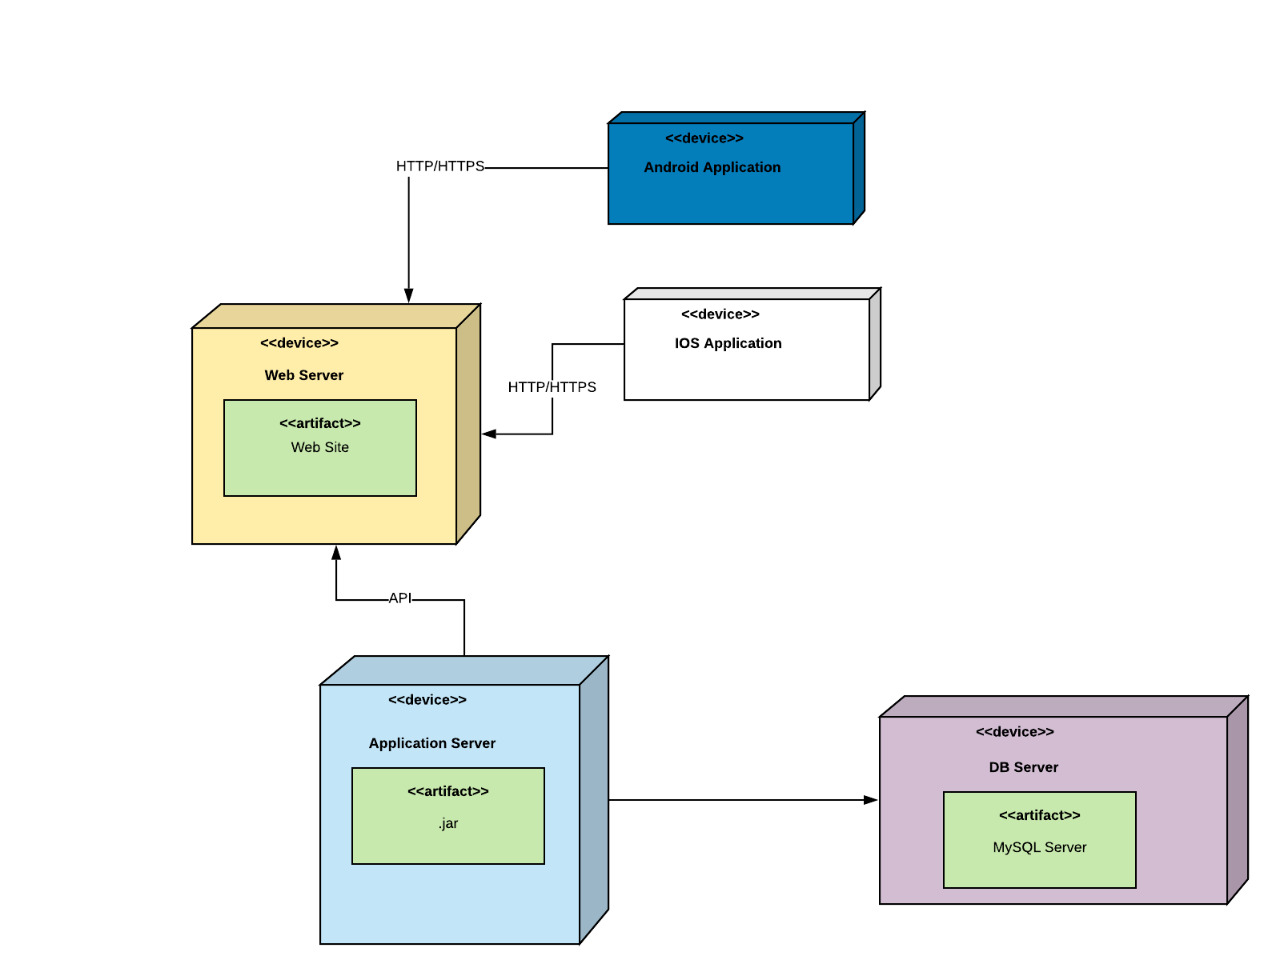 <<device>>
Android Application
HTTP/HTTPS
<<device>>
IOS Application
HTTP/HTTPS
<<device>>
Web Server
<<artifact>>
Web Site
API
<<device>>
Application Server
<<artifact>>
.jar
<<device>>
DB Server
<<artifact>>
MySQL Server